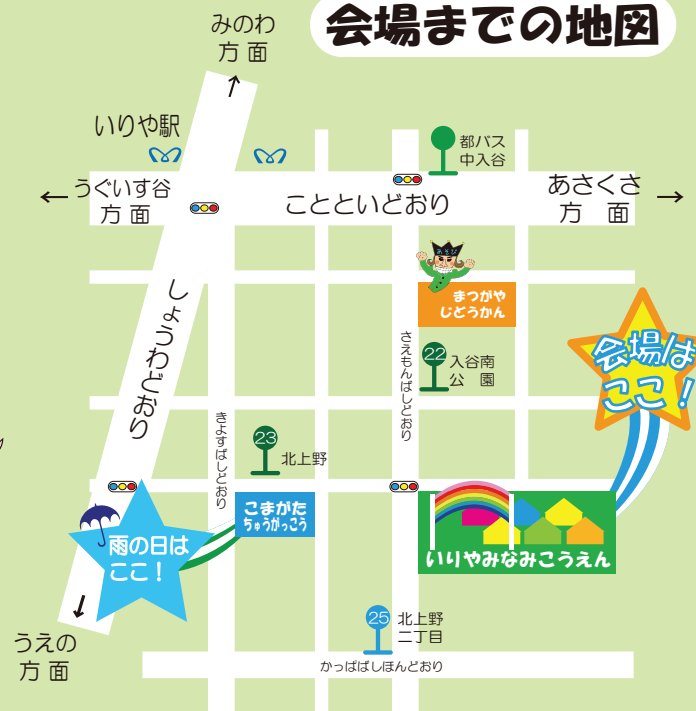 会場までの地図
みのわ
方面
いりや駅
都バス
中入谷
うぐいす谷
方面
ことといどおり
あさくさ
方 面
まつがや
じどうかん
しょうわどおり
さえもんばしどおり
22
入谷南
公 園
会場は
ここ！
きよすばしどおり
23
北上野
こまがた
ちゅうがっこう
雨の日は
ここ！
いりやみなみこうえん
25
北上野
二丁目
うえの
方面
かっぱばしほんどおり